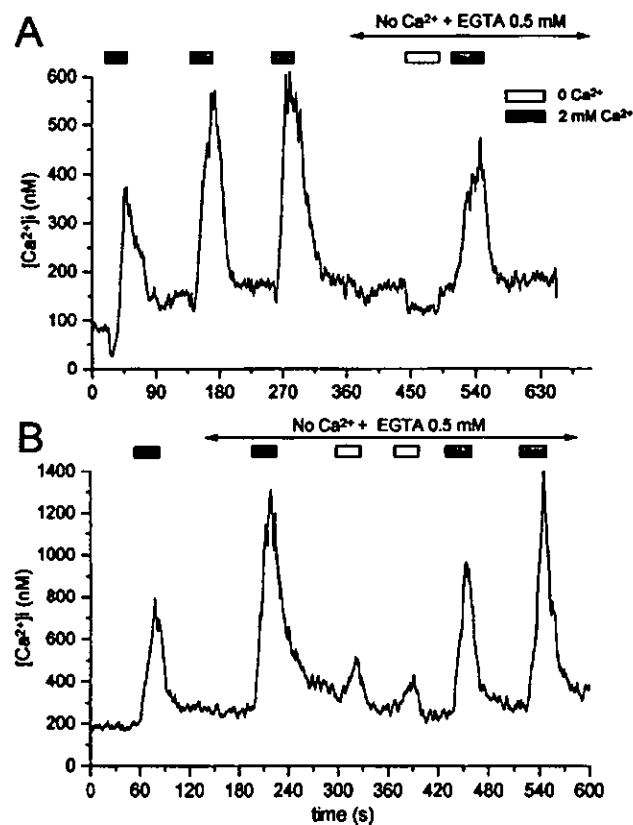 A
No Ca²⁺ + EGTA 0.5 mM
0 Ca²⁺
2 mM Ca²⁺
[Ca²⁺]i (nM)
600
500
400
300
200
100
0
0 90 180 270 360 450 540 630
B
No Ca²⁺ + EGTA 0.5 mM
[Ca²⁺]i (nM)
1400
1200
1000
800
600
400
200
0
0 60 120 180 240 300 360 420 480 540 600
time (s)